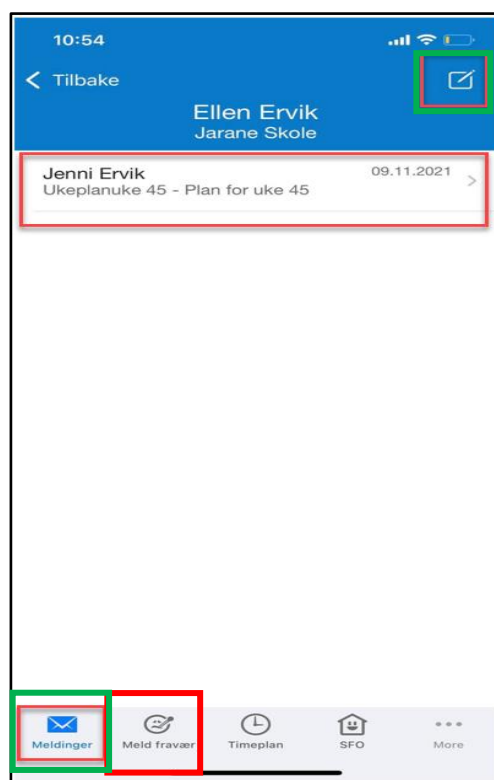 10:54
Tilbake
Ellen Ervik
Jarane Skole
Jenni Ervik 09.11.2021
Ukeplanuke 45 - Plan for uke 45
Meldinger Meld fravær Timeplan SFO More